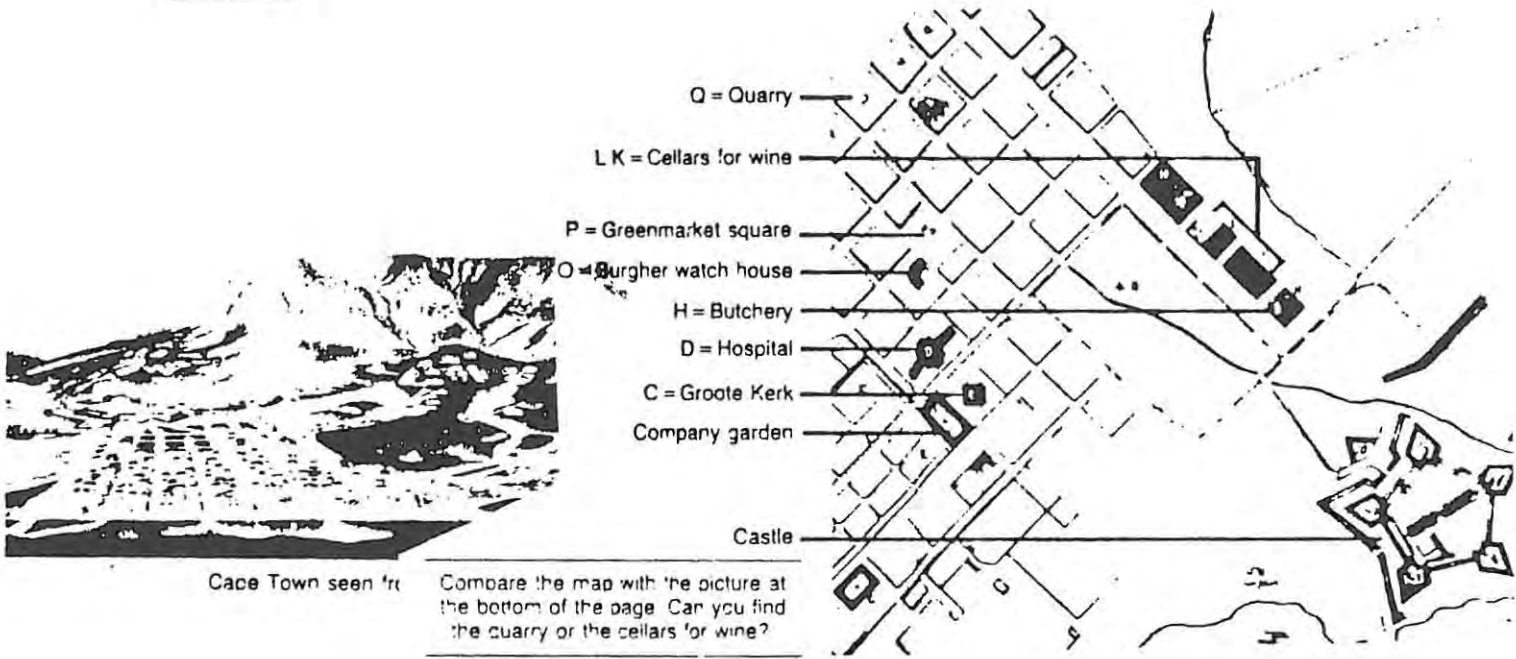 Q = Quarry
L K = Cellars for wine
P = Greenmarket square
O = Burgher watch house
H = Butchery
D = Hospital
C = Groote Kerk
Company garden
Castle
Cape Town seen fr
Compare the map with the picture at
the bottom of the page. Can you find
the quarry or the cellars for wine?
H
D